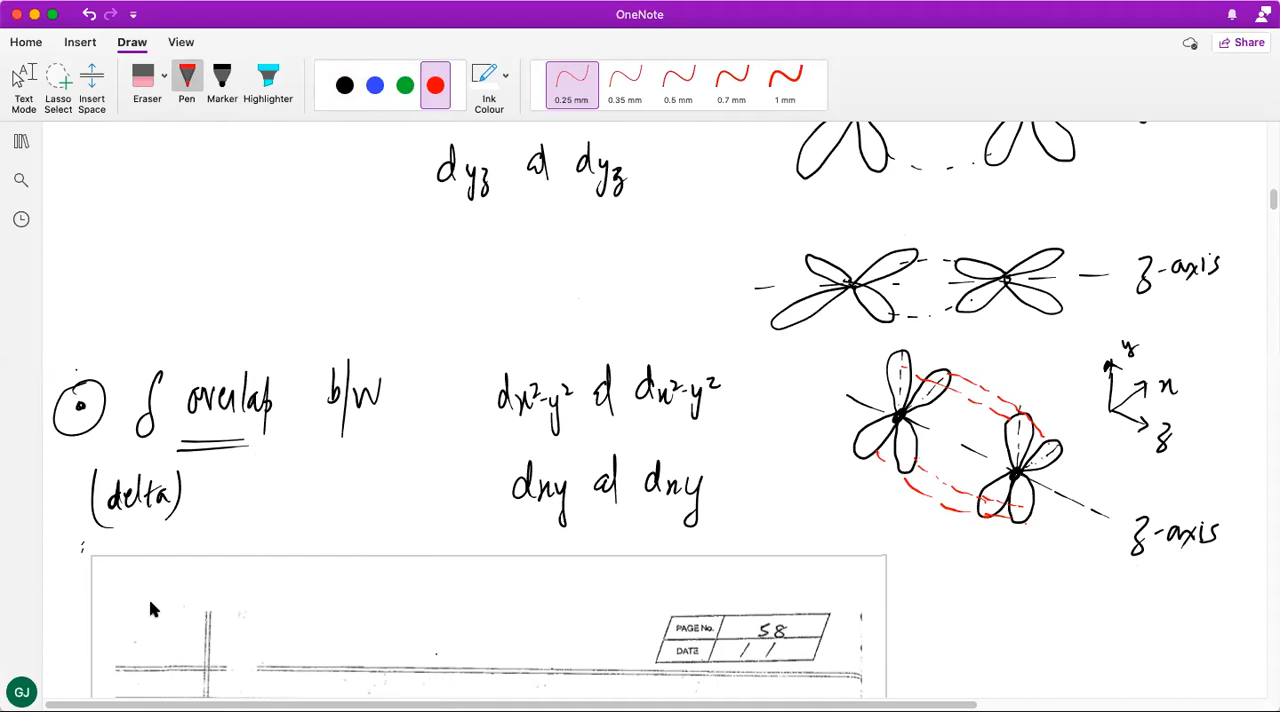 OneNote
Home Insert Draw View
Share
Text Mode
Lasso Select
Insert Space
Eraser
Pen
Marker
Highlighter
Ink Colour
0.25 mm
0.35 mm
0.5 mm
0.7 mm
1 mm
dyz d dyz
z-axis
δ overlap b/w dx²-y² d dx²-y²
(delta) dxy d dxy
y
x
z
z-axis
PAGE No. 58
DATE / /
GJ